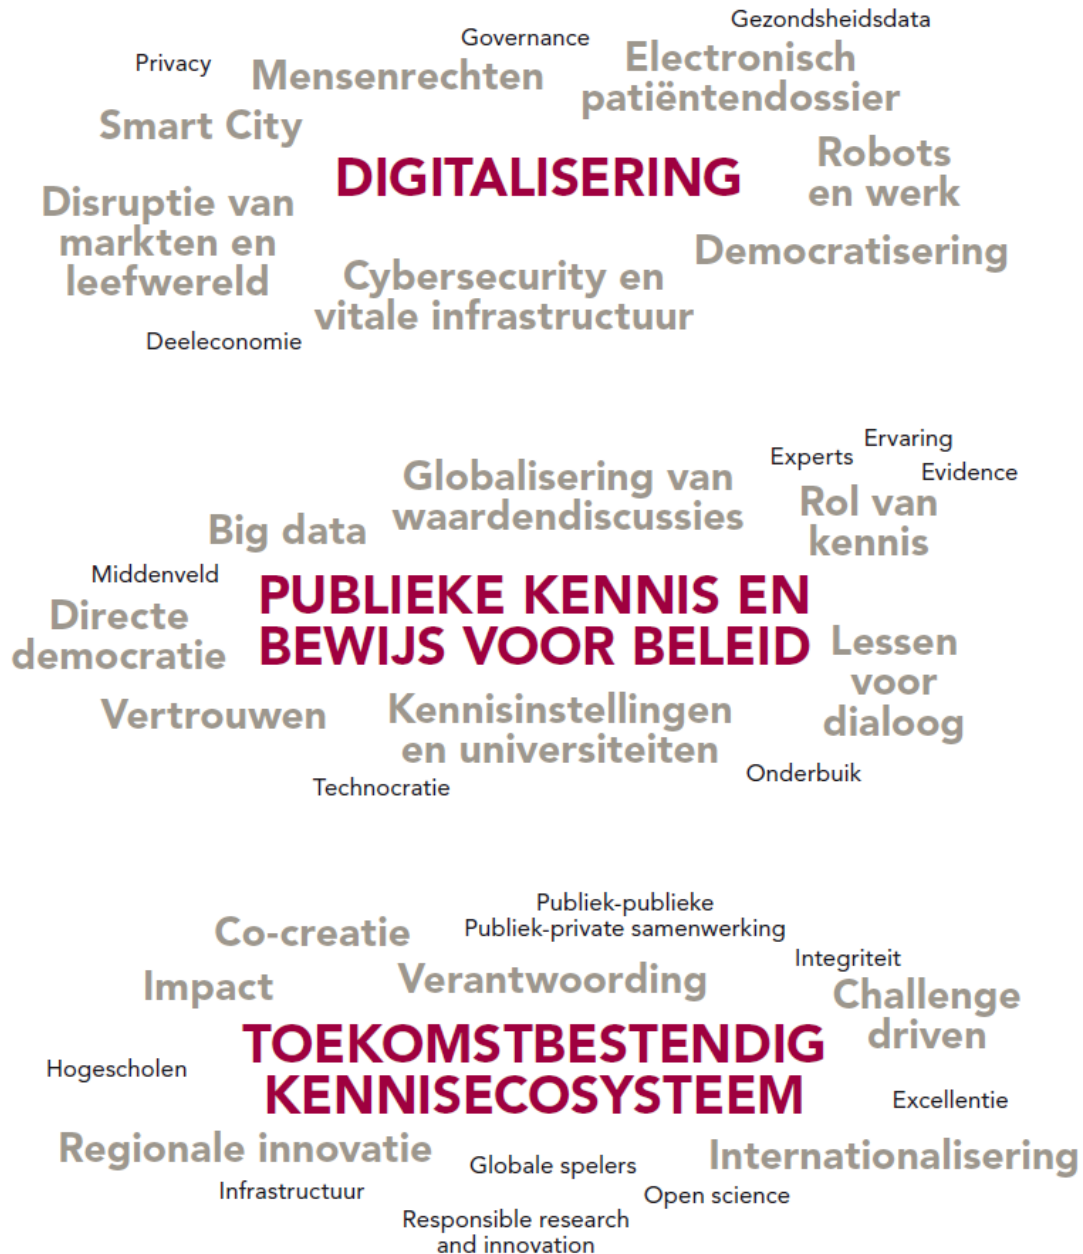 Gezondsheidsdata
Governance
Privacy
Mensenrechten
Electronisch
patiëntendossier
Smart City
DIGITALISERING
Robots
en werk
Disruptie van
markten en
leefwereld
Democratisering
Cybersecurity en
vitale infrastructuur
Deeleconomie
Ervaring
Experts
Evidence
Globalisering van
waardendiscussies
Rol van
kennis
Big data
Middenveld
PUBLIEKE KENNIS EN
BEWIJS VOOR BELEID
Directe
democratie
Lessen
voor
dialoog
Vertrouwen
Kennisinstellingen
en universiteiten
Onderbuik
Technocratie
Publiek-publieke
Publiek-private samenwerking
Co-creatie
Integriteit
Impact
Verantwoording
Challenge
driven
TOEKOMSTBESTENDIG
KENNISECOSYSTEEM
Hogescholen
Excellentie
Regionale innovatie
Globale spelers
Internationalisering
Infrastructuur
Open science
Responsible research
and innovation